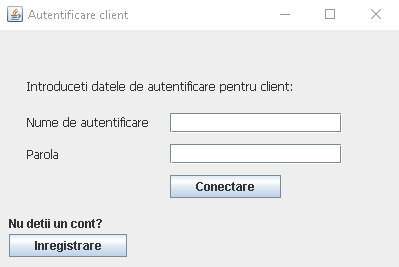 Autentificare client
Introduceti datele de autentificare pentru client:
Nume de autentificare
Parola
Conectare
Nu detii un cont?
Inregistrare